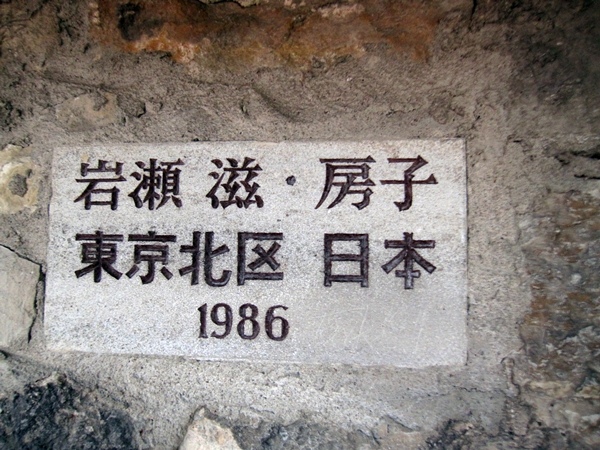 岩瀬 滋・房子
東京北区 日本
1986